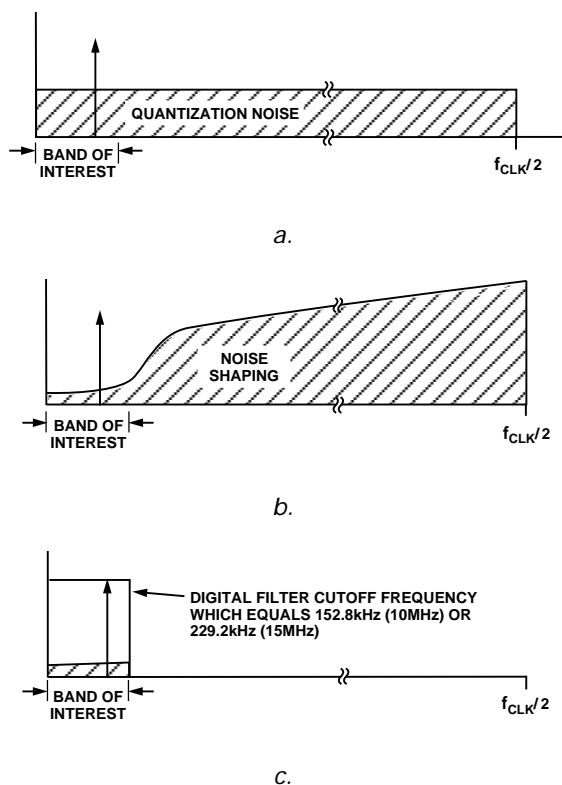 QUANTIZATION NOISE
BAND OF
INTEREST
fCLK/2
a.
NOISE
SHAPING
BAND OF
INTEREST
fCLK/2
b.
DIGITAL FILTER CUTOFF FREQUENCY
WHICH EQUALS 152.8kHz (10MHz) OR
229.2kHz (15MHz)
BAND OF
INTEREST
fCLK/2
c.